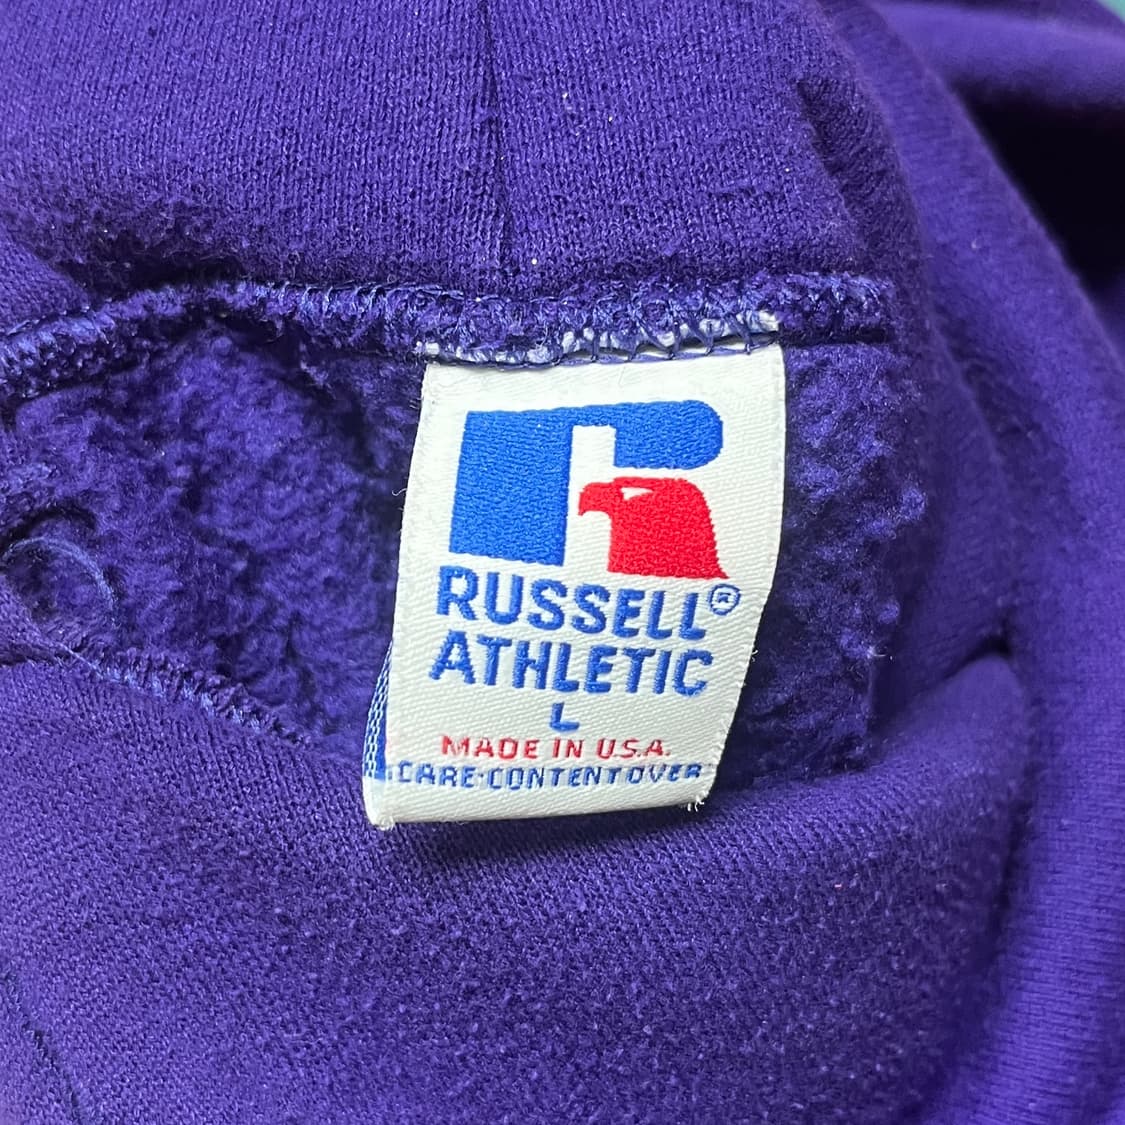 RUSSELL®
ATHLETIC
L
MADE IN U.S.A.
CARE·CONTENT OVER